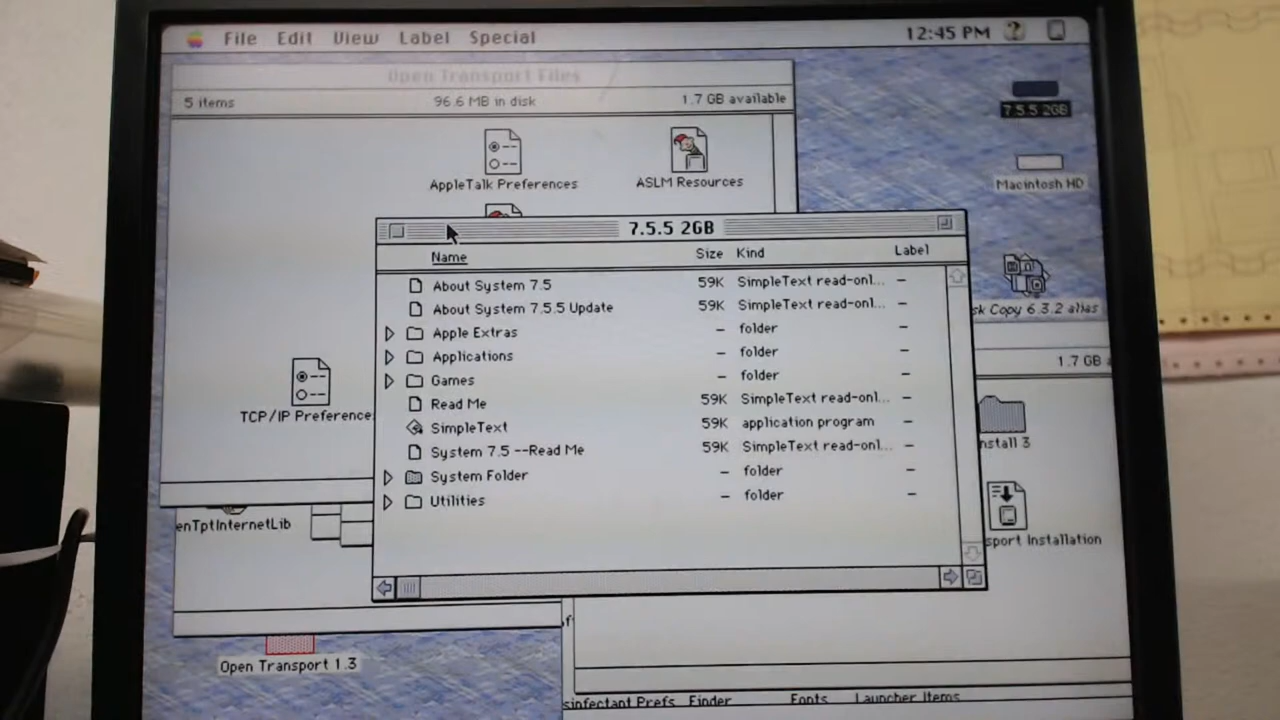 File Edit View Label Special 12:45 PM
Open Transport Files
5 items 96.6 MB in disk 1.7 GB available
7.5.5 2GB
AppleTalk Preferences ASLM Resources
Macintosh HD
7.5.5 2GB
Name Size Kind Label
About System 7.5 59K SimpleText read-onl... –
About System 7.5.5 Update 59K SimpleText read-onl... –
Apple Extras – folder –
Applications – folder –
Games – folder –
Read Me 59K SimpleText read-onl... –
SimpleText 59K application program –
System 7.5 --Read Me 59K SimpleText read-onl... –
System Folder – folder –
Utilities – folder –
sk Copy 6.3.2 alias
1.7 GB
TCP/IP Preference
nstall 3
enTptInternetLib
sport Installation
Open Transport 1.3
sinfectant Prefs Finder Fonts Launcher Items